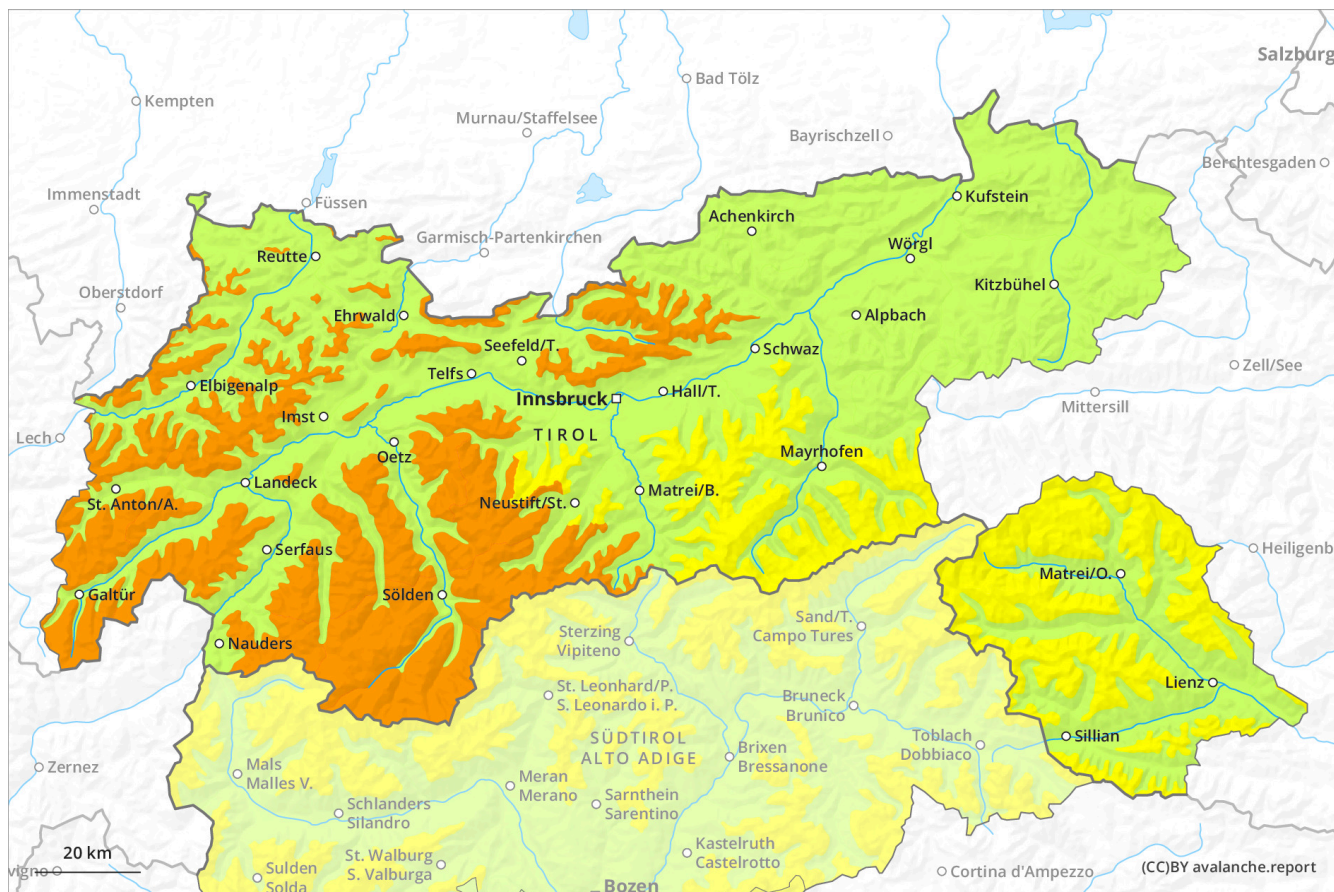 Salzburg
Bad Tölz
Kempten
Murnau/Staffelsee
Bayrischzell
Berchtesgaden
Immenstadt
Füssen
Kufstein
Achenkirch
Garmisch-Partenkirchen
Wörgl
Reutte
Kitzbühel
Oberstdorf
Ehrwald
Alpbach
Seefeld/T.
Schwaz
Zell/See
Telfs
Elbigenalp
Hall/T.
Innsbruck
Mittersill
Imst
Lech
TIROL
Mayrhofen
Oetz
Landeck
Matrei/B.
St. Anton/A.
Neustift/St.
Serfaus
Heiligenb
Matrei/O.
Galtür
Sölden
Sand/T.
Campo Tures
Sterzing
Vipiteno
Nauders
Lienz
St. Leonhard/P.
S. Leonardo i. P.
Bruneck
Brunico
Sillian
SÜDTIROL
ALTO ADIGE
Toblach
Dobbiaco
Brixen
Bressanone
Zernez
Mals
Malles V.
Meran
Merano
Sarnthein
Sarentino
Schlanders
Silandro
Kastelruth
Castelrotto
20 km
St. Walburg
S. Valburga
vigno
Sulden
Solda
Cortina d'Ampezzo
(CC)BY avalanche.report
Bozen